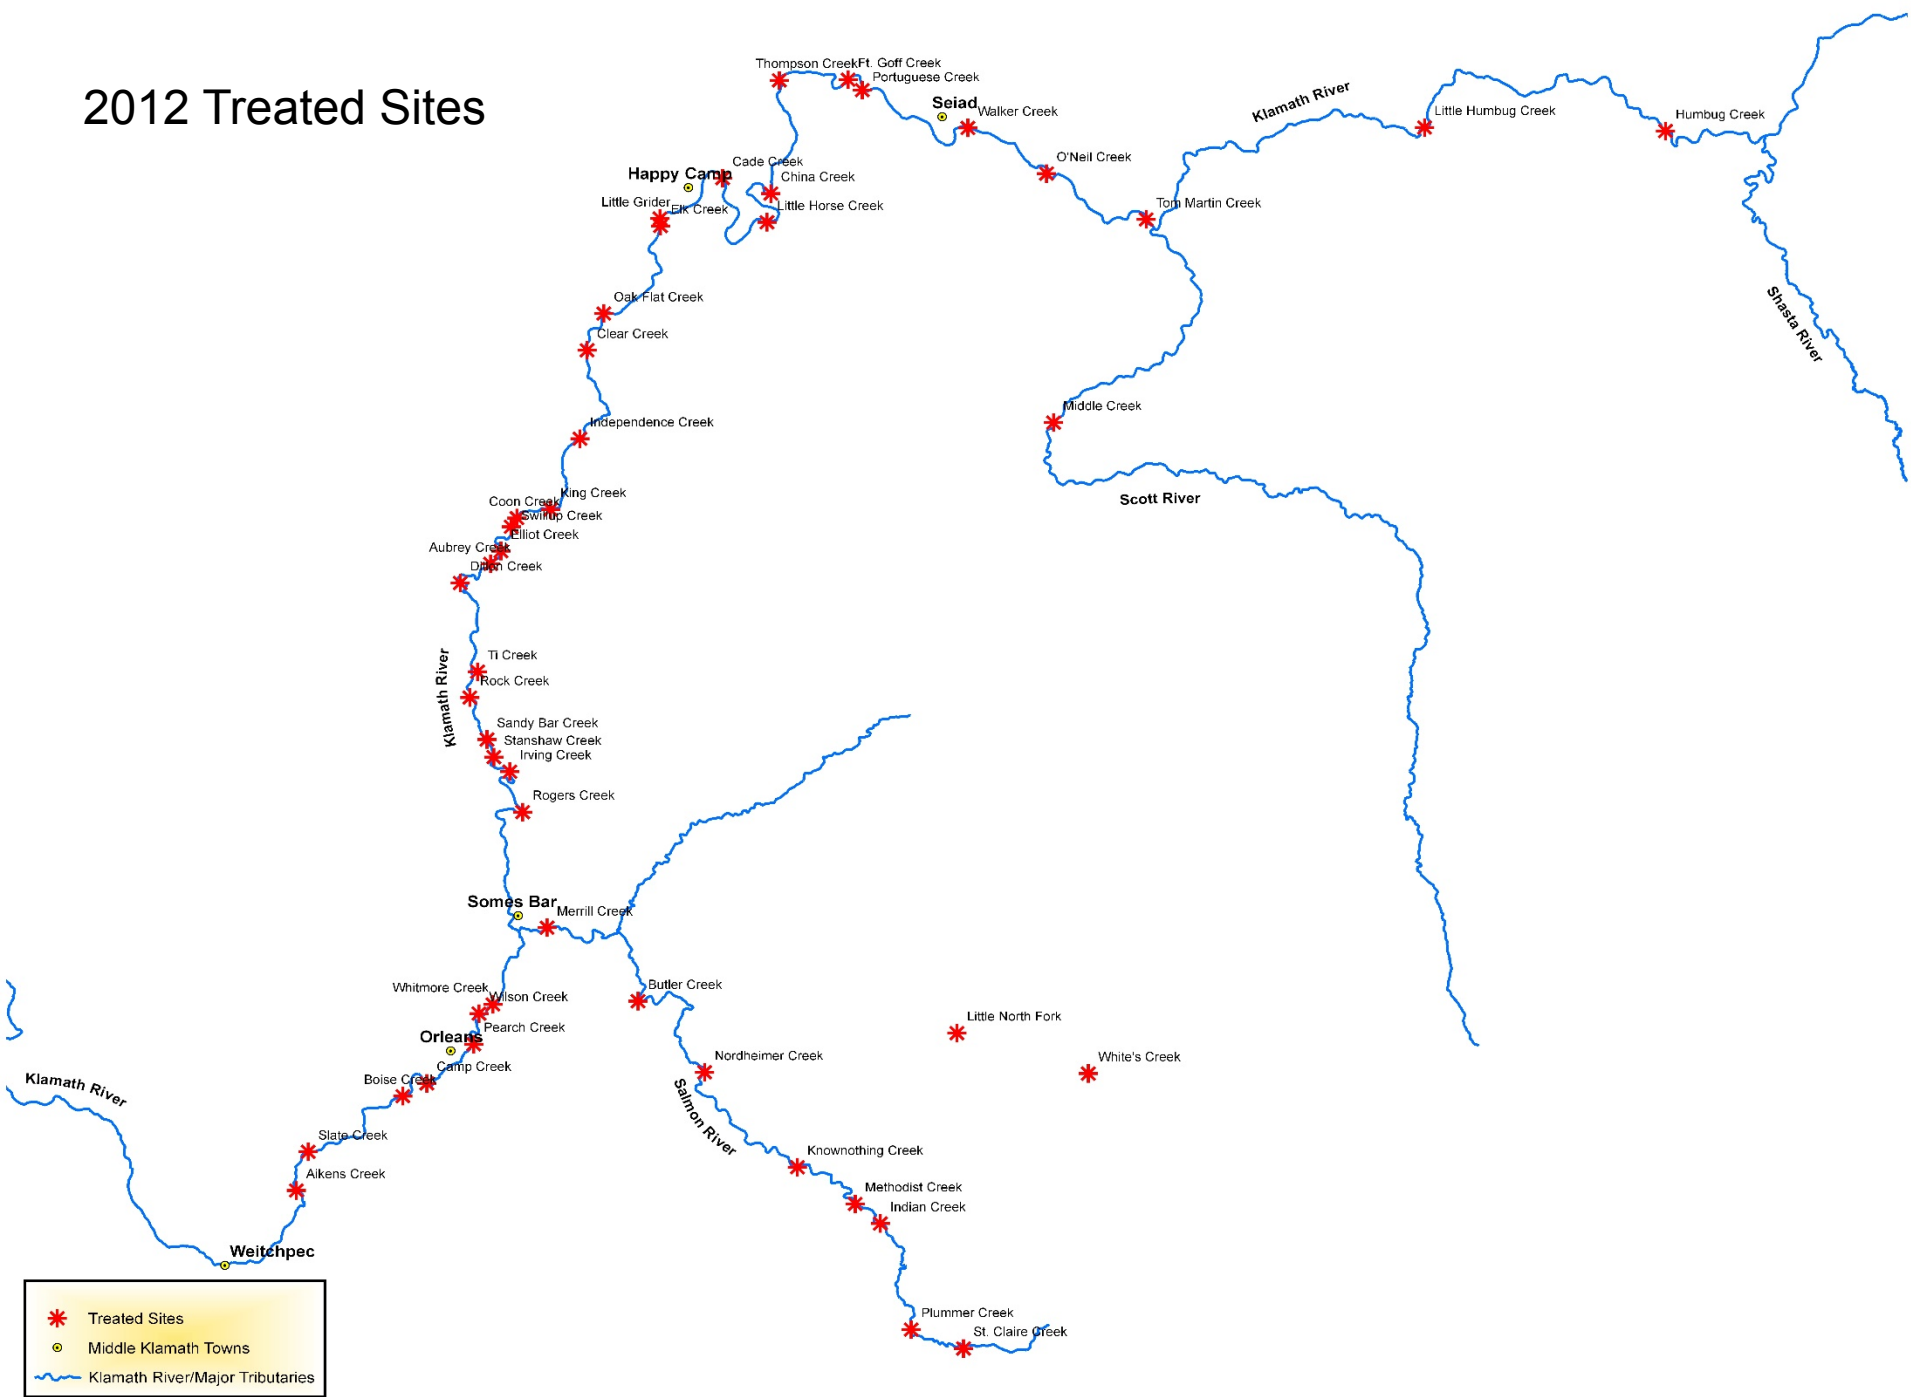 2012 Treated Sites
Thompson Creek
Ft. Goff Creek
Portuguese Creek
Seiad
Walker Creek
Klamath River
Little Humbug Creek
Humbug Creek
O'Neil Creek
Cade Creek
Happy Camp
China Creek
Little Grider
Elk Creek
Little Horse Creek
Tom Martin Creek
Oak Flat Creek
Clear Creek
Shasta River
Middle Creek
Independence Creek
King Creek
Coon Creek
Swillup Creek
Elliot Creek
Aubrey Creek
Dillon Creek
Scott River
Ti Creek
Rock Creek
Klamath River
Sandy Bar Creek
Stanshaw Creek
Irving Creek
Rogers Creek
Somes Bar
Merrill Creek
Whitmore Creek
Wilson Creek
Butler Creek
Pearch Creek
Orleans
Camp Creek
Boise Creek
Little North Fork
White's Creek
Nordheimer Creek
Salmon River
Klamath River
Slate Creek
Aikens Creek
Knownothing Creek
Methodist Creek
Indian Creek
Weitchpec
Plummer Creek
St. Claire Creek
Treated Sites
Middle Klamath Towns
Klamath River/Major Tributaries